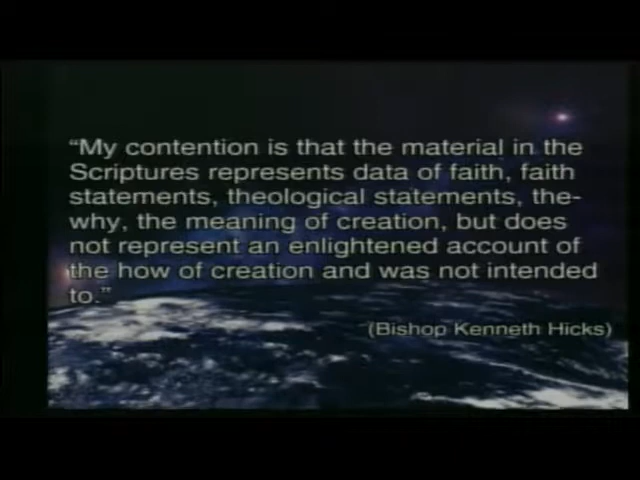 “My contention is that the material in the
Scriptures represents data of faith, faith
statements, theological statements, the-
why, the meaning of creation, but does
not represent an enlightened account of
the how of creation and was not intended
to.”
(Bishop Kenneth Hicks)